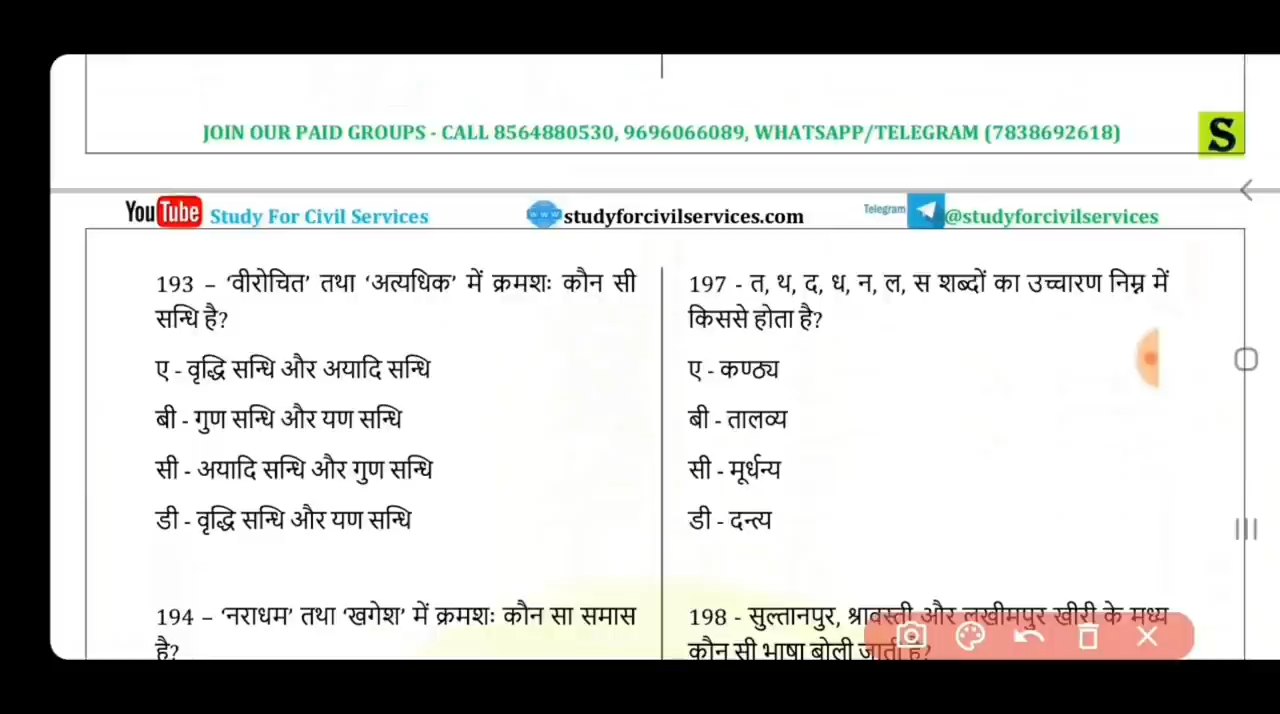 JOIN OUR PAID GROUPS - CALL 8564880530, 9696066089, WHATSAPP/TELEGRAM (7838692618)
S
YouTube Study For Civil Services
www studyforcivilservices.com
Telegram @studyforcivilservices
193 – ‘वीरोचित’ तथा ‘अत्यधिक’ में क्रमशः कौन सी
सन्धि है?
ए - वृद्धि सन्धि और अयादि सन्धि
बी - गुण सन्धि और यण सन्धि
सी - अयादि सन्धि और गुण सन्धि
डी - वृद्धि सन्धि और यण सन्धि
194 – ‘नराधम’ तथा ‘खगेश’ में क्रमशः कौन सा समास
है?
197 - त, थ, द, ध, न, ल, स शब्दों का उच्चारण निम्न में
किससे होता है?
ए - कण्ठ्य
बी - तालव्य
सी - मूर्धन्य
डी - दन्त्य
198 - सुल्तानपुर, श्रावस्ती और लखीमपुर खीरी के मध्य
कौन सी भाषा बोली जाती है?